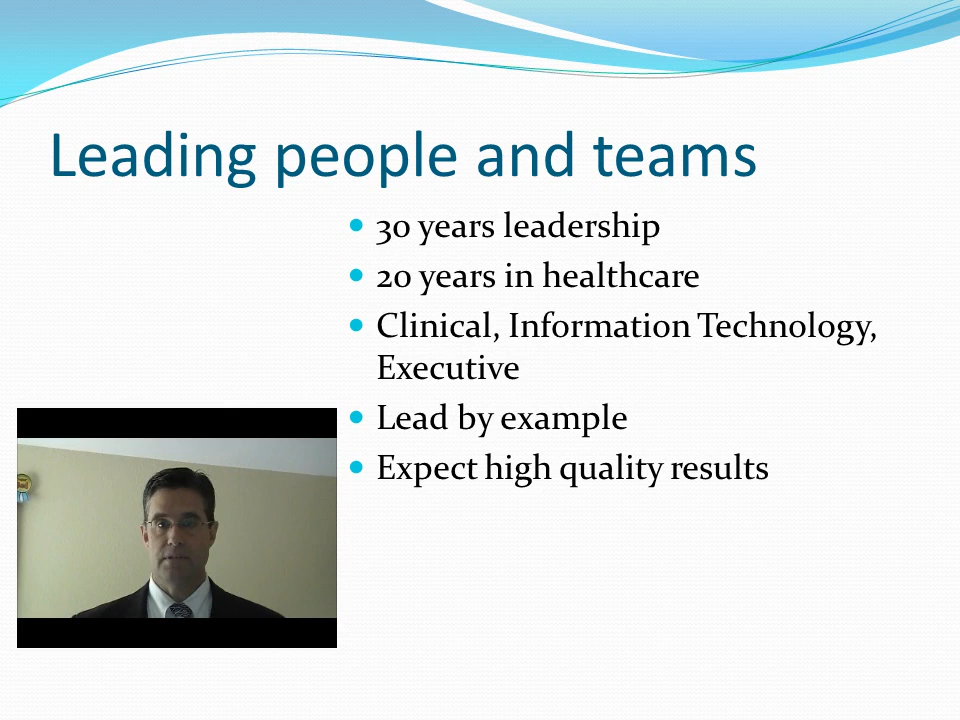 Leading people and teams
30 years leadership
20 years in healthcare
Clinical, Information Technology,
Executive
Lead by example
Expect high quality results